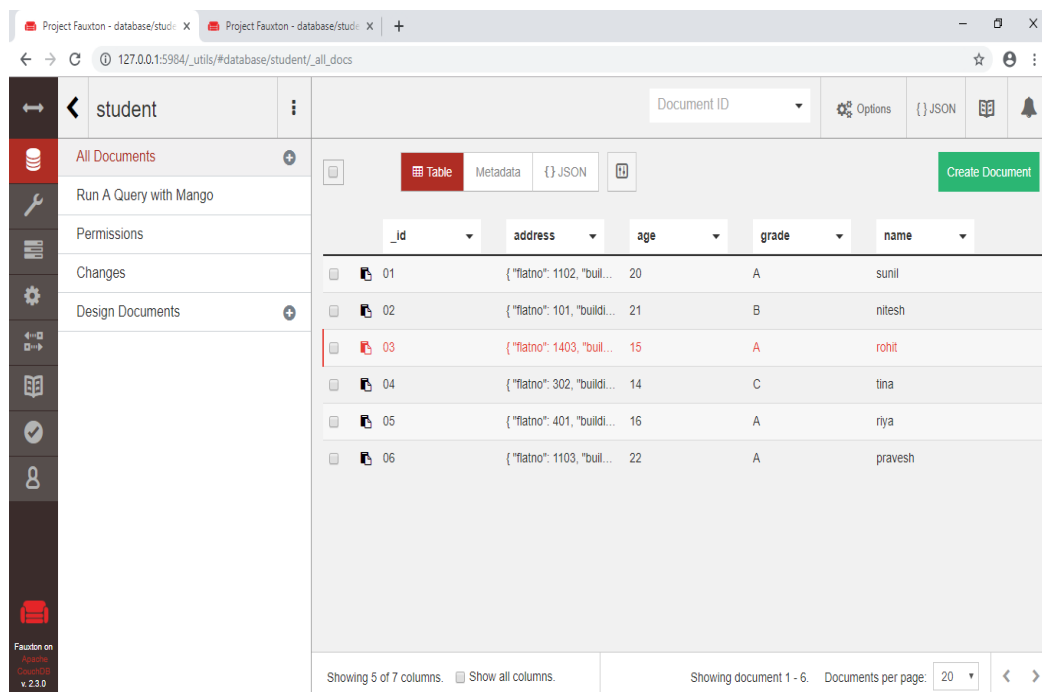 Project Fauxton - database/stude X
Project Fauxton - database/stude X
127.0.0.1:5984/_utils/#database/student/_all_docs
student
Document ID
Options
{ } JSON
All Documents
Run A Query with Mango
Permissions
Changes
Design Documents
Table
Metadata
{ } JSON
Create Document
_id address age grade name
01 { "flatno": 1102, "buil... 20 A sunil
02 { "flatno": 101, "buildi... 21 B nitesh
03 { "flatno": 1403, "buil... 15 A rohit
04 { "flatno": 302, "buildi... 14 C tina
05 { "flatno": 401, "buildi... 16 A riya
06 { "flatno": 1103, "buil... 22 A pravesh
Fauxton on
Apache
CouchDB
v. 2.3.0
Showing 5 of 7 columns.
Show all columns.
Showing document 1 - 6.
Documents per page: 20